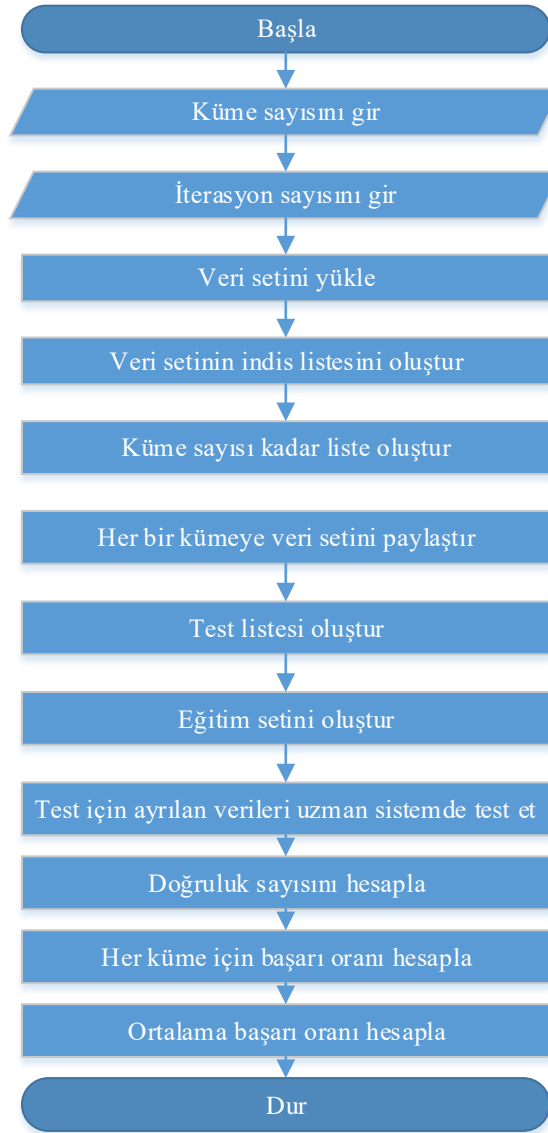 Başla
Küme sayısını gir
İterasyon sayısını gir
Veri setini yükle
Veri setinin indis listesini oluştur
Küme sayısı kadar liste oluştur
Her bir kümeye veri setini paylaştır
Test listesi oluştur
Eğitim setini oluştur
Test için ayrılan verileri uzman sistemde test et
Doğruluk sayısını hesapla
Her küme için başarı oranı hesapla
Ortalama başarı oranı hesapla
Dur